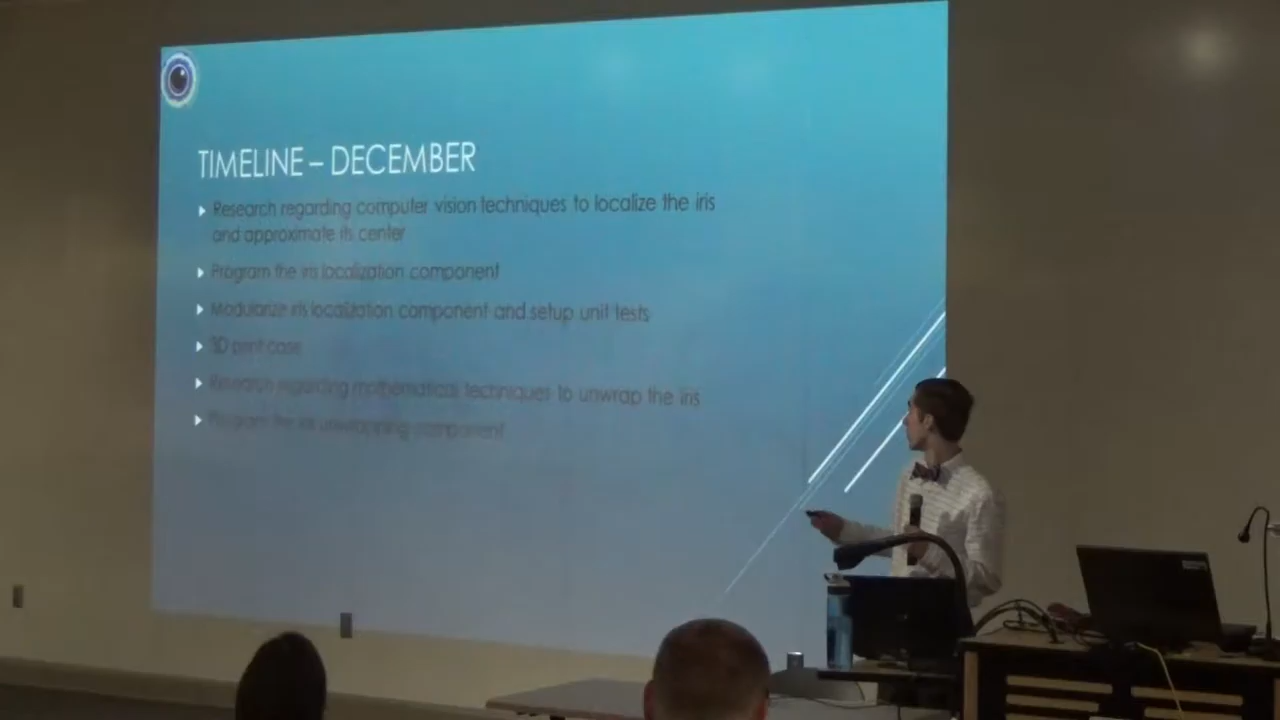 TIMELINE – DECEMBER
Research regarding computer vision techniques to localize the iris
and approximate its center
Program the iris localization component
Modularize iris localization component and setup unit tests
3D print case
Research regarding mathematical techniques to unwrap the iris
Program the iris unwrapping component